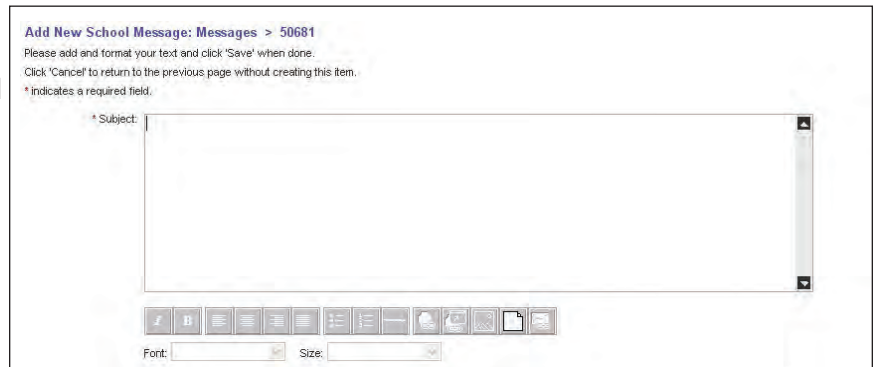 Add New School Message: Messages > 50681
Please add and format your text and click 'Save' when done.
Click 'Cancel' to return to the previous page without creating this item.
* indicates a required field.
* Subject:
I B
Font: Size: